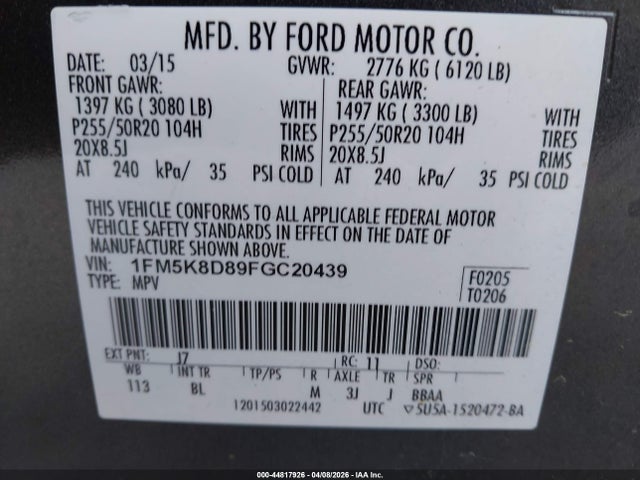 MFD. BY FORD MOTOR CO.
DATE: 03/15 GVWR: 2776 KG ( 6120 LB)
FRONT GAWR: REAR GAWR:
1397 KG ( 3080 LB) WITH 1497 KG ( 3300 LB) WITH
P255/50R20 104H TIRES P255/50R20 104H TIRES
20X8.5J RIMS 20X8.5J RIMS
AT 240 kPa/ 35 PSI COLD AT 240 kPa/ 35 PSI COLD
THIS VEHICLE CONFORMS TO ALL APPLICABLE FEDERAL MOTOR
VEHICLE SAFETY STANDARDS IN EFFECT ON THE DATE OF
MANUFACTURE SHOWN ABOVE.
VIN: 1FM5K8D89FGC20439 F0205
TYPE: MPV T0206
EXT PNT: J7 RC: 11 DSO:
WB INT TR TP/PS R AXLE TR SPR
113 BL M 3J J BBAA
1201503022442 UTC ▽5U5A-1520472-BA
000-44817926 - 04/08/2026 - IAA Inc.